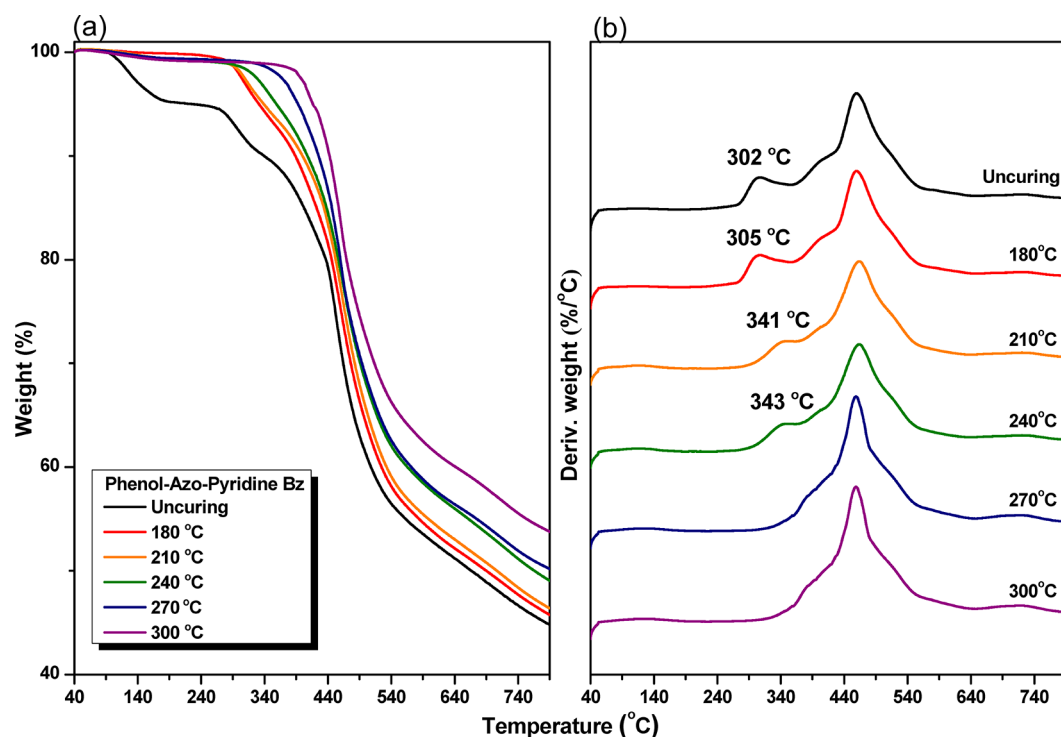 (a)
100
80
60
40
Weight (%)
Phenol-Azo-Pyridine Bz
Uncuring
180 °C
210 °C
240 °C
270 °C
300 °C
40 140 240 340 440 540 640 740
(b)
Deriv. weight (%/°C)
302 °C
Uncuring
305 °C
180°C
341 °C
210°C
343 °C
240°C
270°C
300°C
40 140 240 340 440 540 640 740
Temperature (°C)